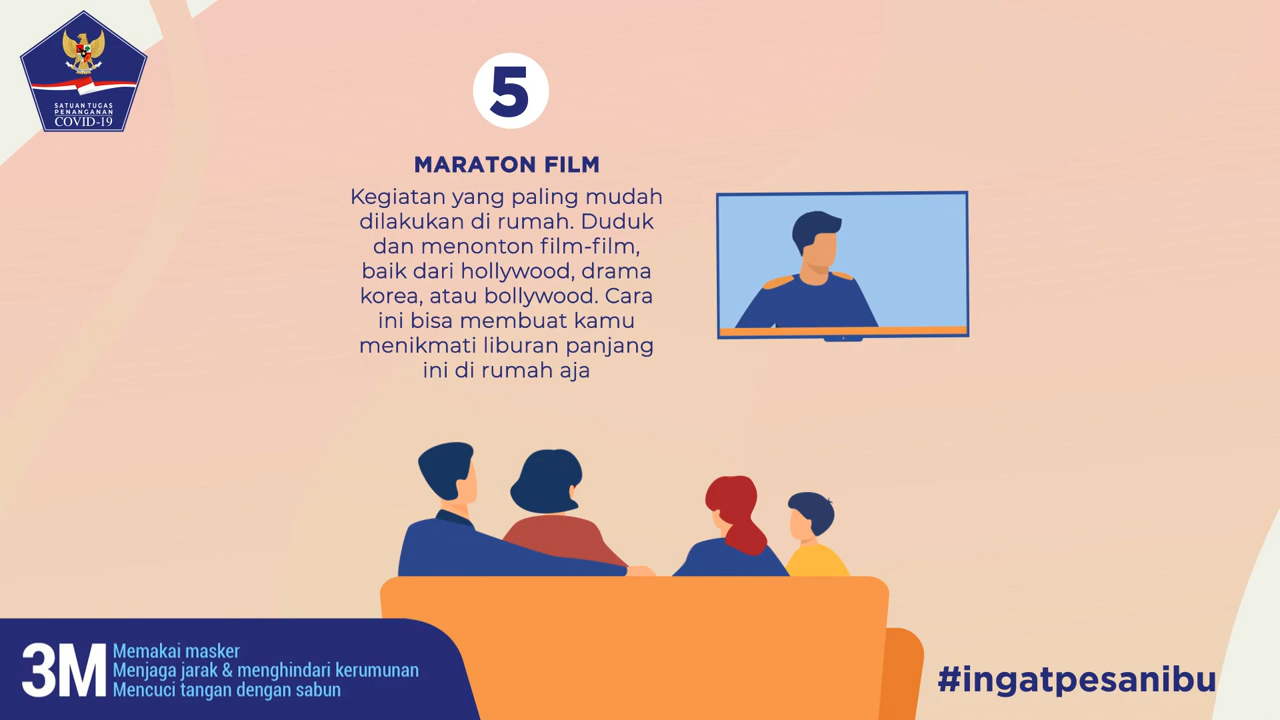 SATUAN TUGAS
PENANGANAN
COVID-19
5
MARATON FILM
Kegiatan yang paling mudah
dilakukan di rumah. Duduk
dan menonton film-film,
baik dari hollywood, drama
korea, atau bollywood. Cara
ini bisa membuat kamu
menikmati liburan panjang
ini di rumah aja
3M
Memakai masker
Menjaga jarak & menghindari kerumunan
Mencuci tangan dengan sabun
#ingatpesanibu